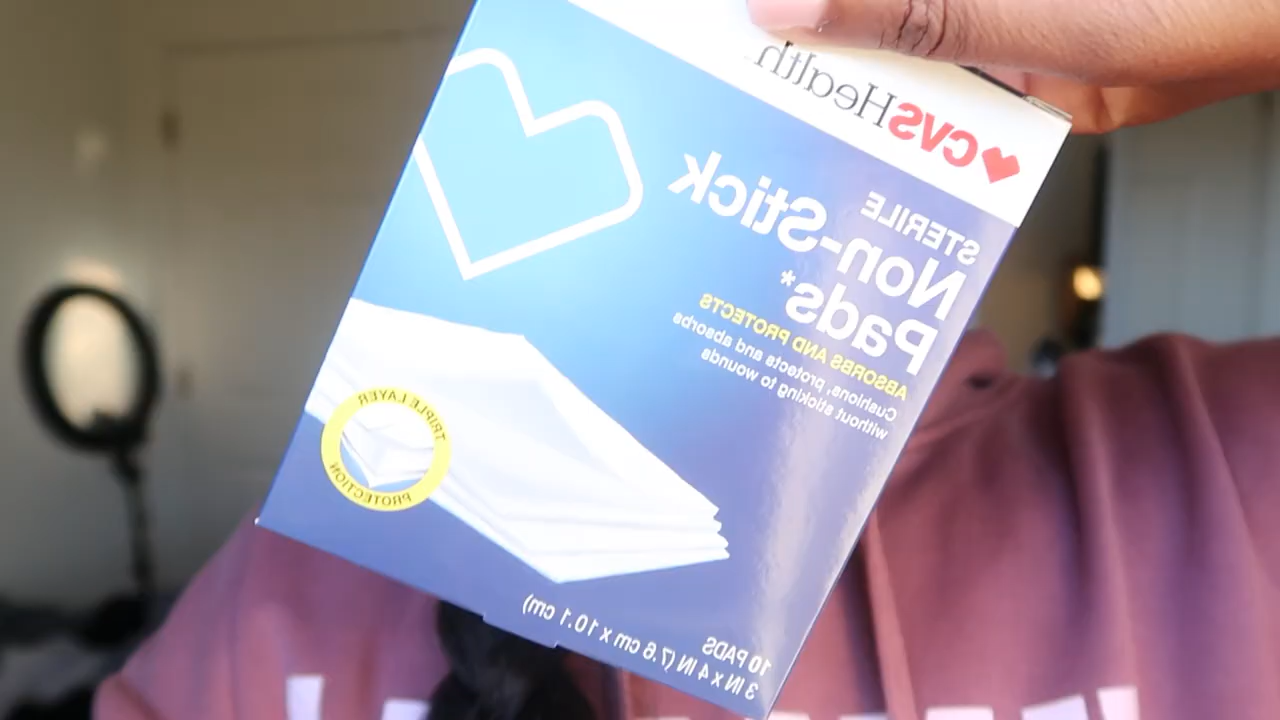 CVSHealth.
STERILE
Non-Stick
Pads*
ABSORBS AND PROTECTS
Cushions, protects and absorbs
without sticking to wounds
TRIPLE LAYER
PROTECTION
10 PADS
3 IN x 4 IN (7.6 cm x 10.1 cm)